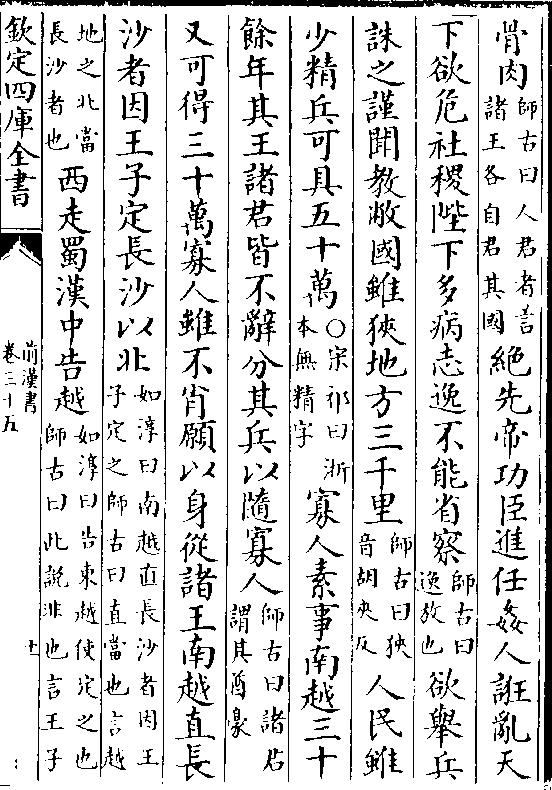 骨肉師古曰人君者言諸王各自君其國絶先帝功臣進任姦人誑亂天
下欲危社稷陛下多病志逸不能省察師古曰逸放也欲舉兵
誅之謹聞教敝國雖狹地方三千里師古曰狹音胡夾反人民雖
少精兵可具五十萬○宋祁曰浙本無精字寡人素事南越三十
餘年其王諸君皆不辭分其兵以隨寡人師古曰諸君謂其酋豪
又可得三十萬寡人雖不肖願以身從諸王南越直長
沙者因王子定長沙以北如淳曰南越直長沙者因王子定之師古曰直當也言越
地之北當長沙者也西走蜀漢中告越如淳曰告東越使定之也師古曰此説非也言王子
欽定四庫全書
前漢書
卷三十五
十一